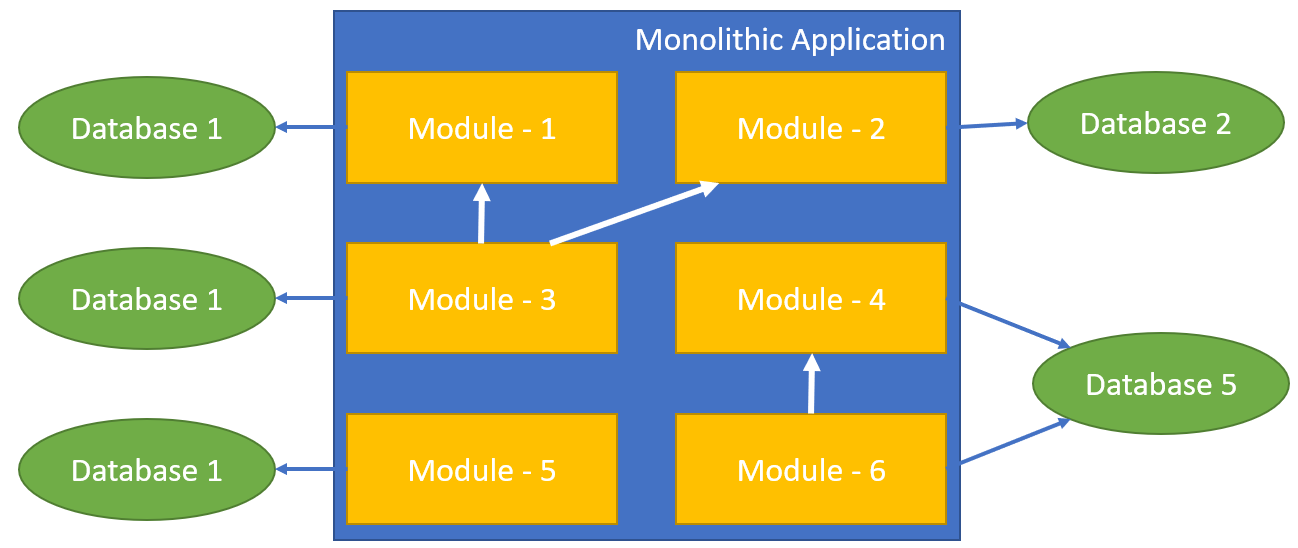 Monolithic Application
Database 1
Module - 1
Module - 2
Database 2
Database 1
Module - 3
Module - 4
Database 5
Database 1
Module - 5
Module - 6